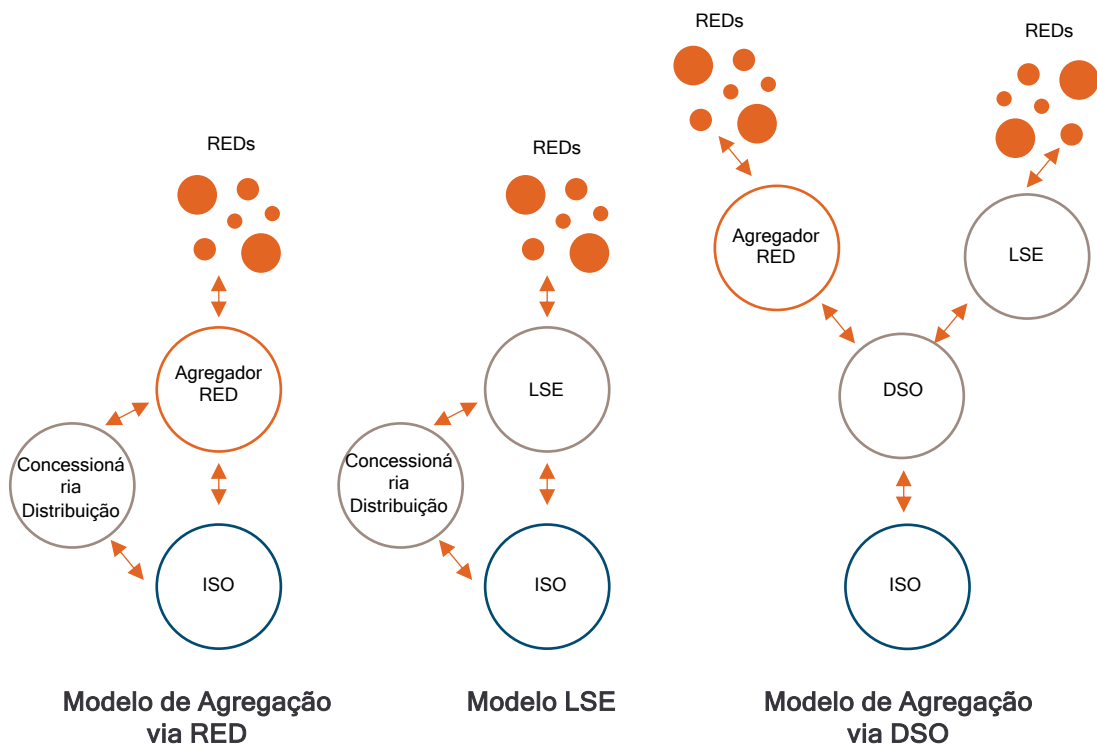 REDs
Agregador
RED
Concessioná
ria
Distribuição
ISO
Modelo de Agregação
via RED
REDs
LSE
Concessioná
ria
Distribuição
ISO
Modelo LSE
REDs
REDs
Agregador
RED
LSE
DSO
ISO
Modelo de Agregação
via DSO